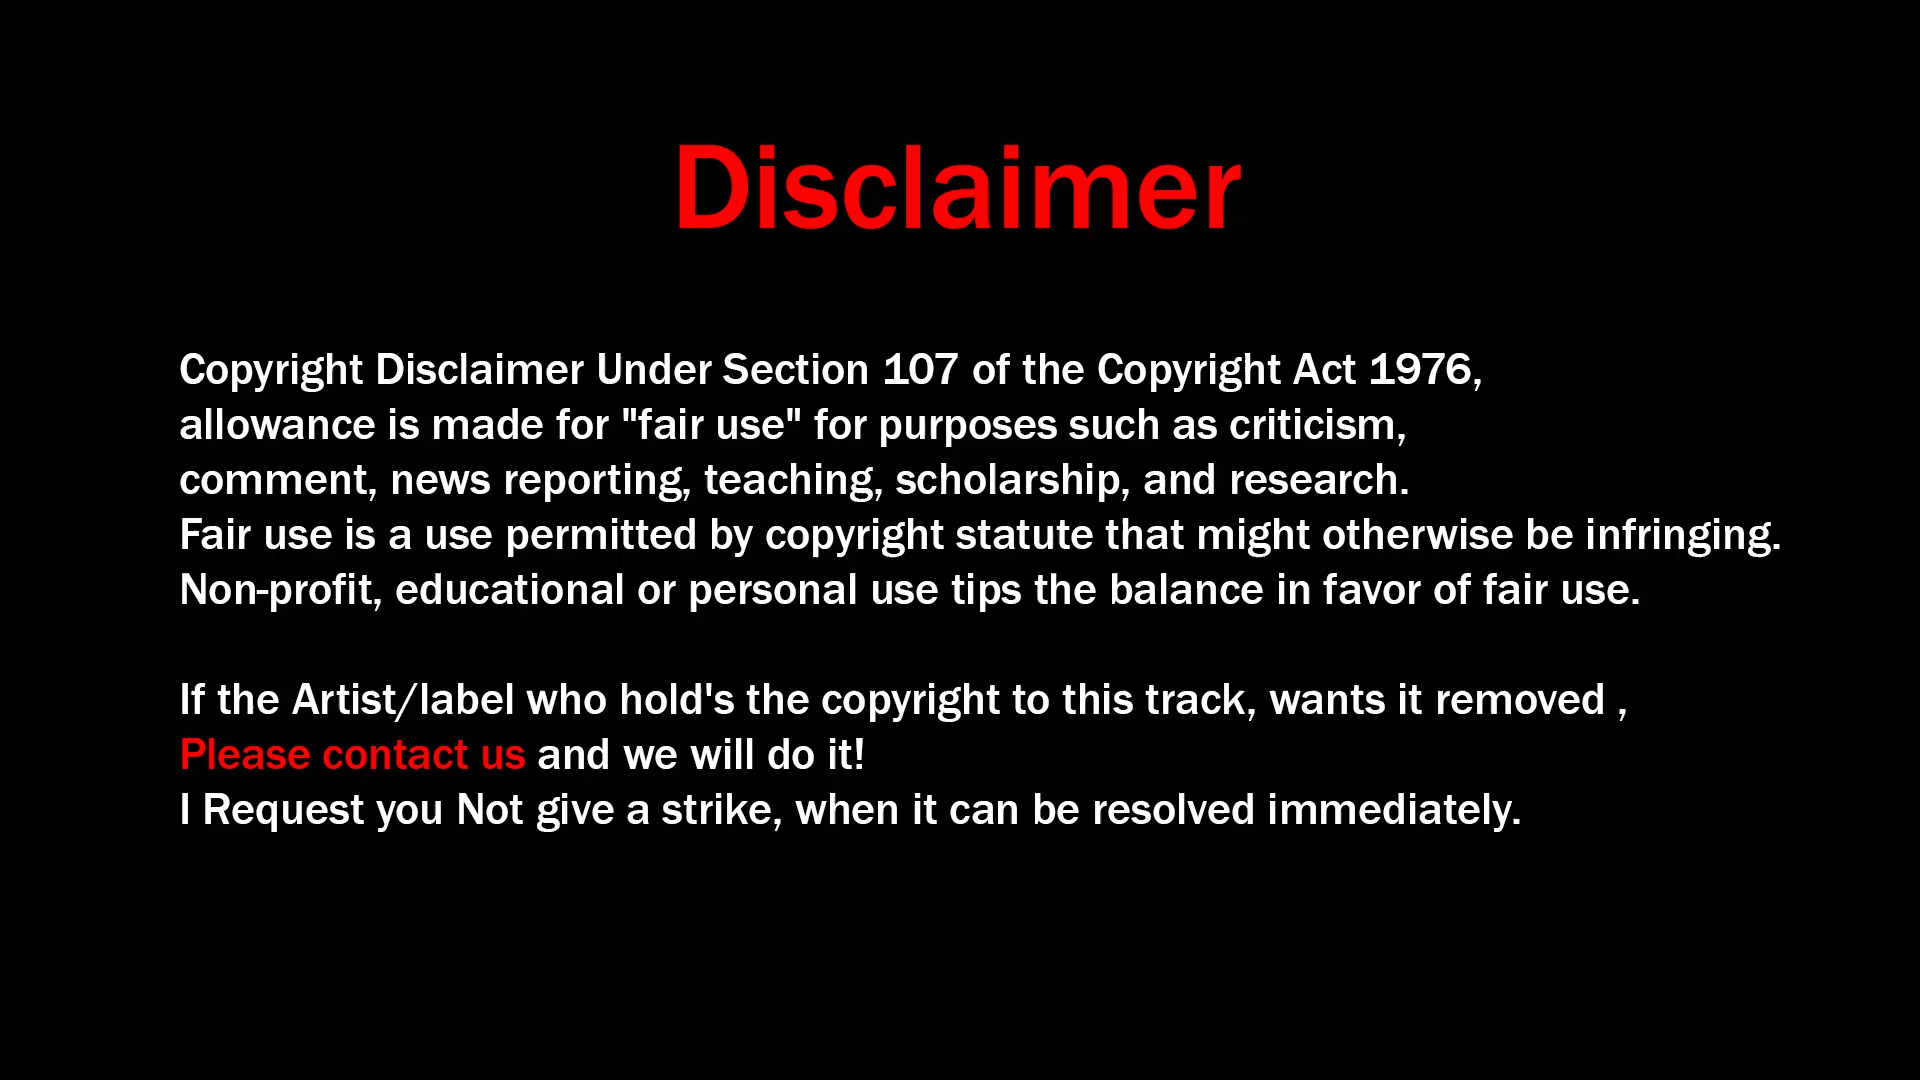 Disclaimer
Copyright Disclaimer Under Section 107 of the Copyright Act 1976,
allowance is made for "fair use" for purposes such as criticism,
comment, news reporting, teaching, scholarship, and research.
Fair use is a use permitted by copyright statute that might otherwise be infringing.
Non-profit, educational or personal use tips the balance in favor of fair use.
If the Artist/label who hold's the copyright to this track, wants it removed ,
Please contact us and we will do it!
I Request you Not give a strike, when it can be resolved immediately.